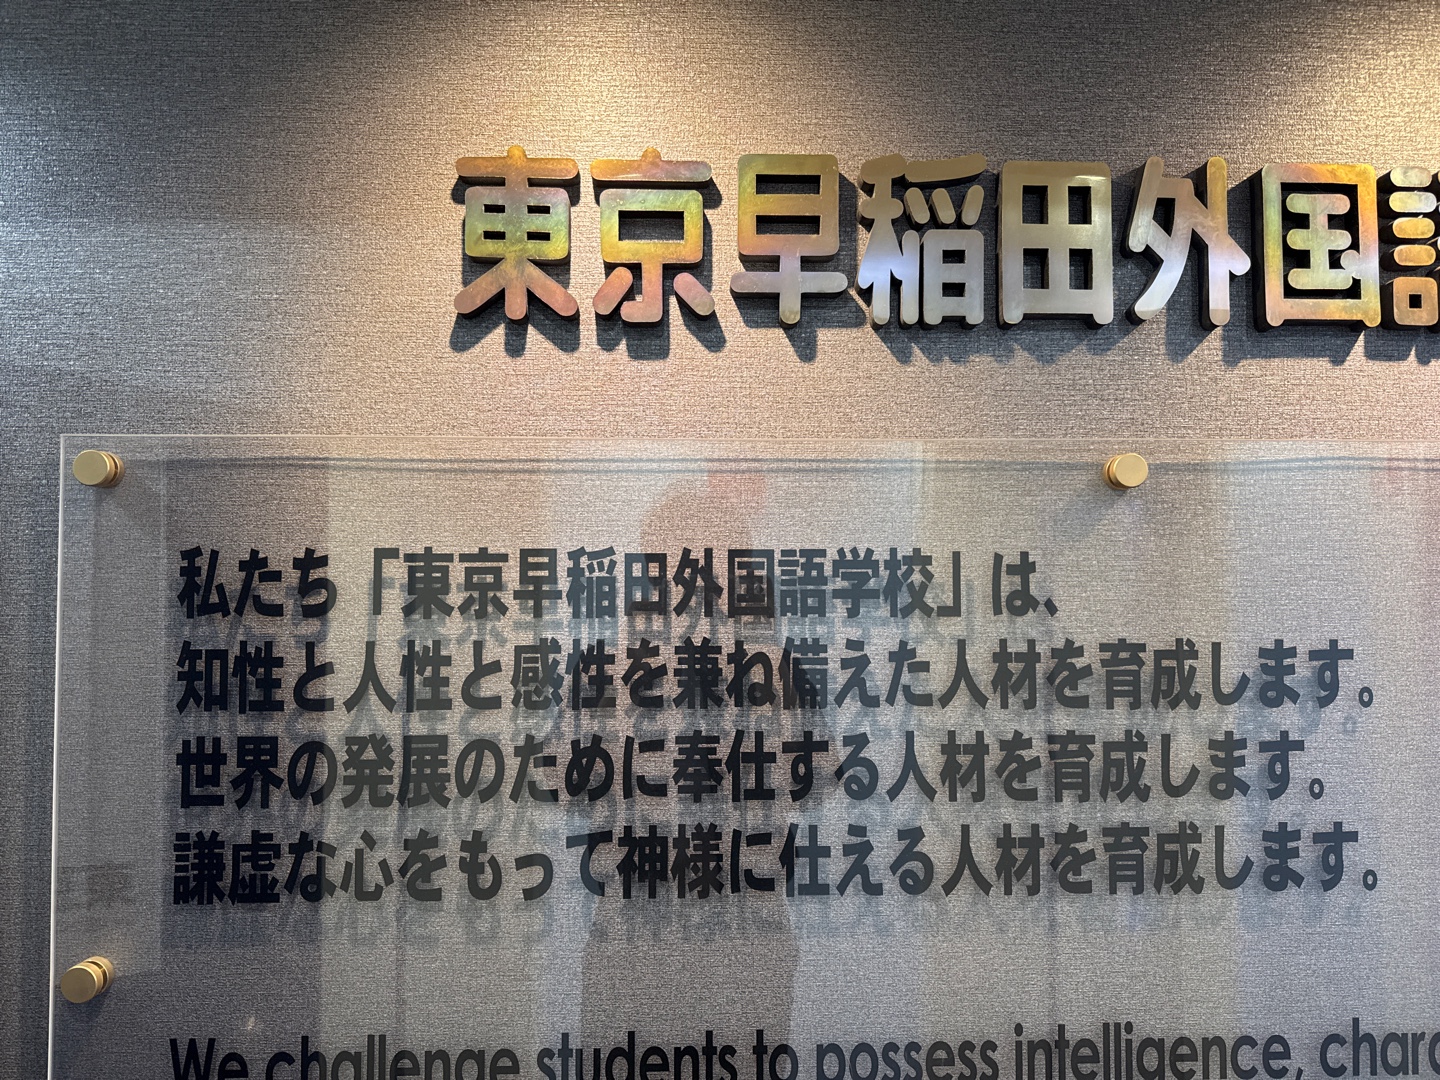 東京早稲田外国語
私たち「東京早稲田外国語学校」は、
知性と人性と感性を兼ね備えた人材を育成します。
世界の発展のために奉仕する人材を育成します。
謙虚な心をもって神様に仕える人材を育成します。
We challenge students to possess intelligence,